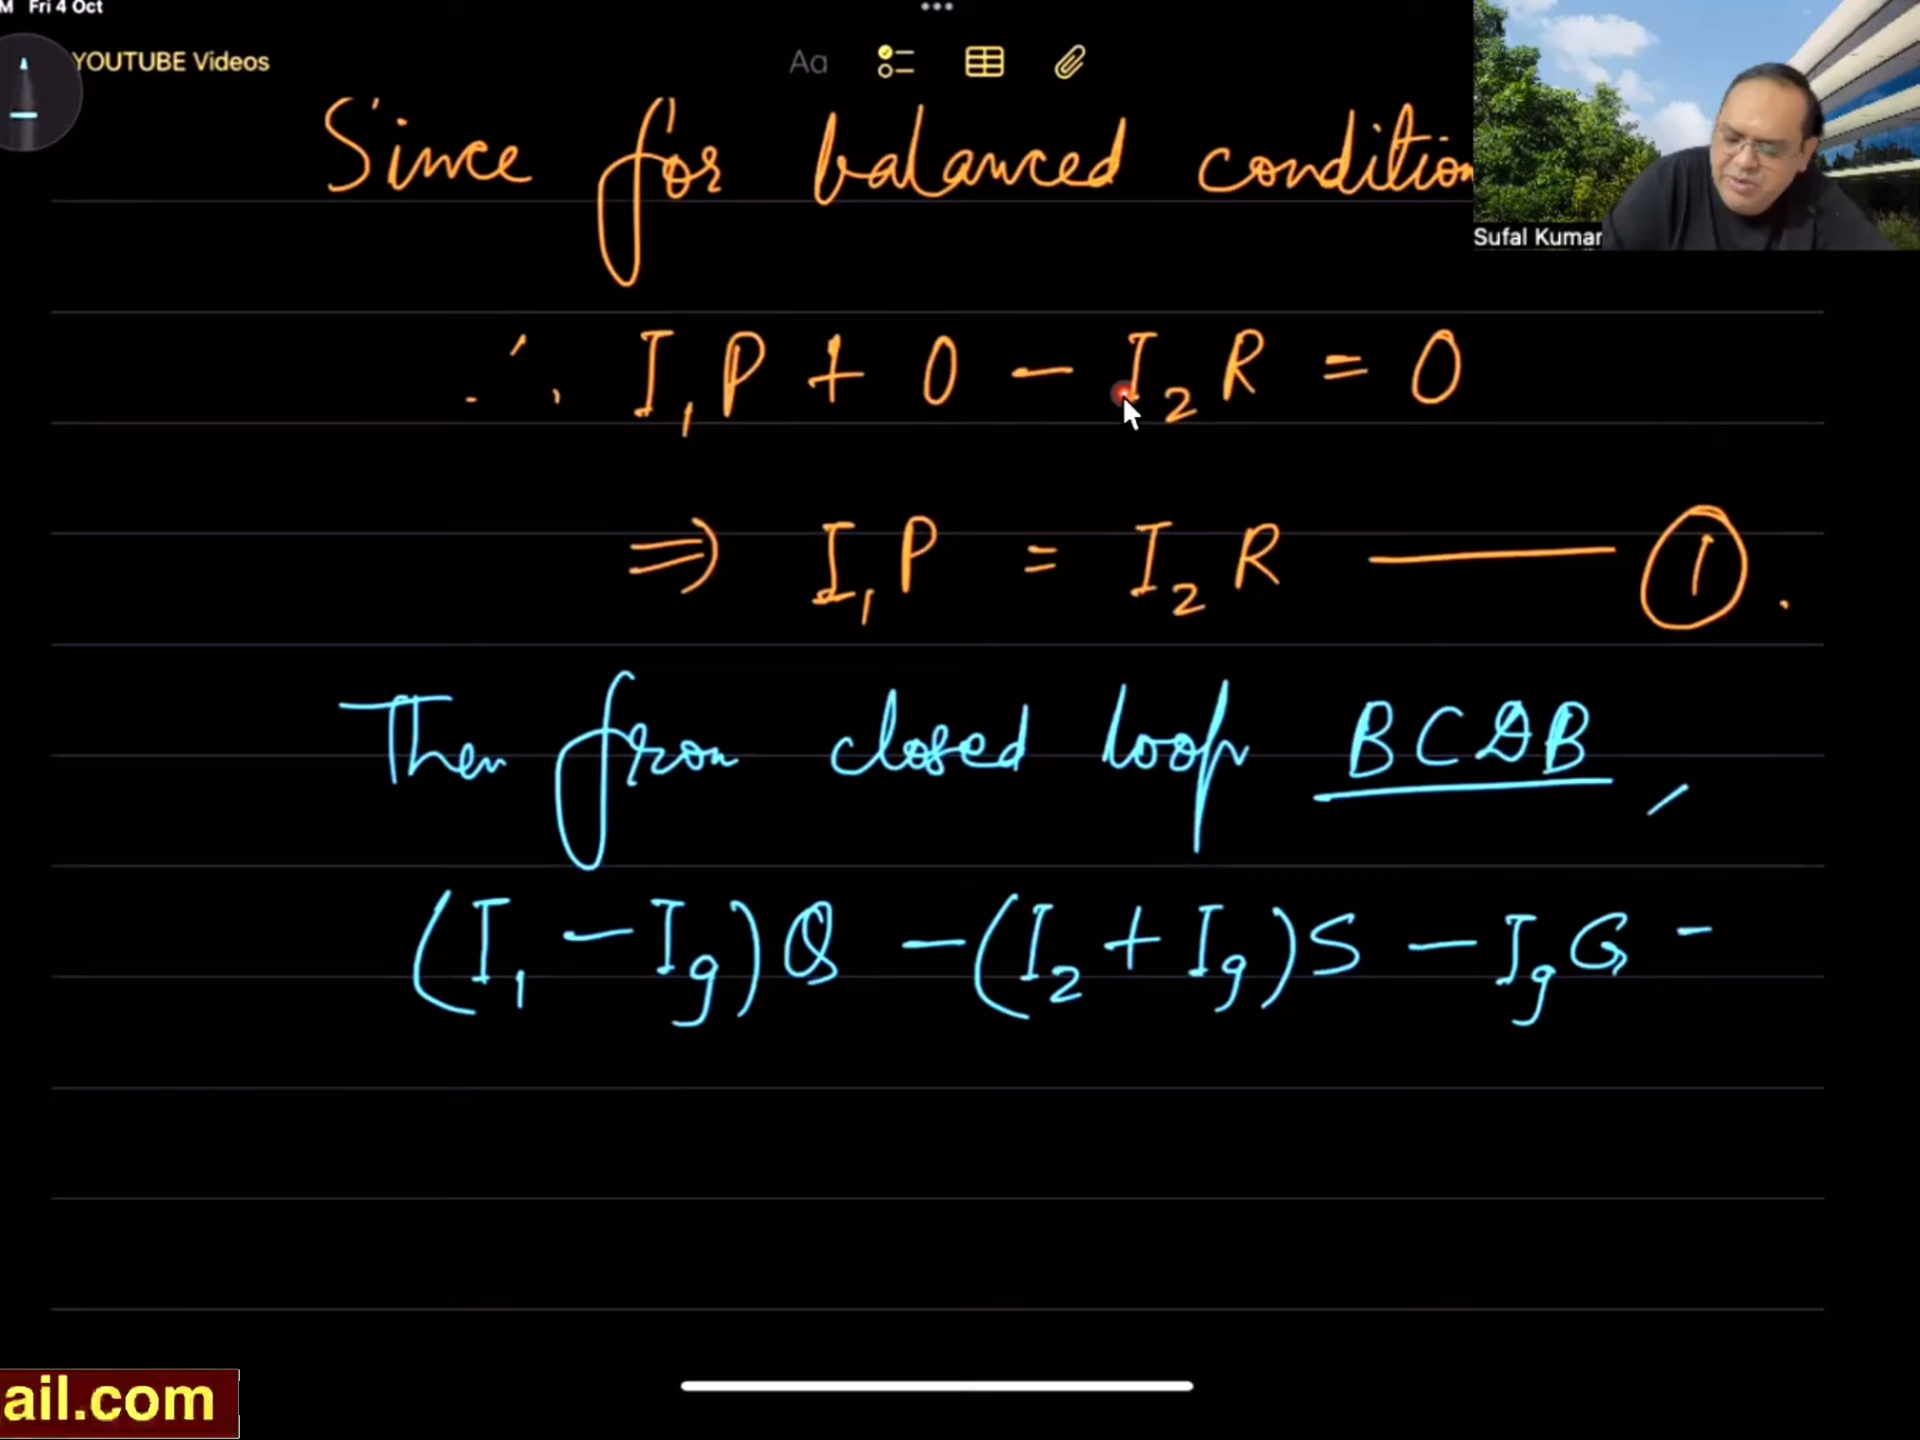 M Fri 4 Oct
YOUTUBE Videos
Aa
Since for balanced condition
Sufal Kumar
∴ I₁P + 0 − I₂R = 0
⇒ I₁P = I₂R —— ①.
Then from closed loop BCDB,
(I₁ − Ig)Q − (I₂ + Ig)S − IgG -
ail.com